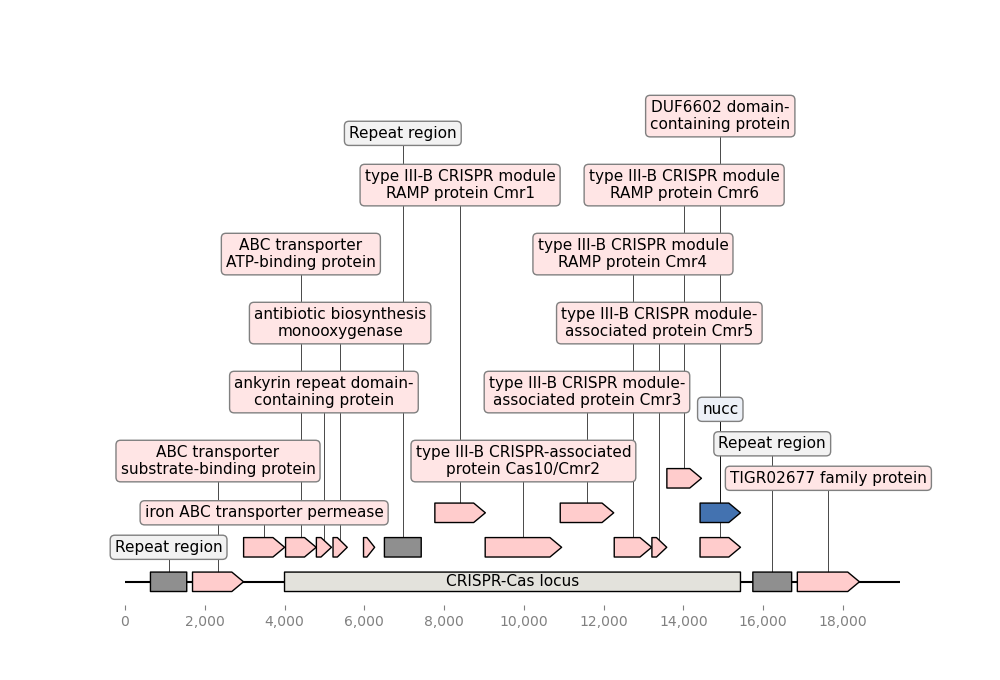 DUF6602 domain-
containing protein
Repeat region
type III-B CRISPR module
RAMP protein Cmr1
type III-B CRISPR module
RAMP protein Cmr6
ABC transporter
ATP-binding protein
type III-B CRISPR module
RAMP protein Cmr4
antibiotic biosynthesis
monooxygenase
type III-B CRISPR module-
associated protein Cmr5
ankyrin repeat domain-
containing protein
type III-B CRISPR module-
associated protein Cmr3
nucc
ABC transporter
substrate-binding protein
type III-B CRISPR-associated
protein Cas10/Cmr2
Repeat region
TIGR02677 family protein
iron ABC transporter permease
Repeat region
CRISPR-Cas locus
0 2,000 4,000 6,000 8,000 10,000 12,000 14,000 16,000 18,000